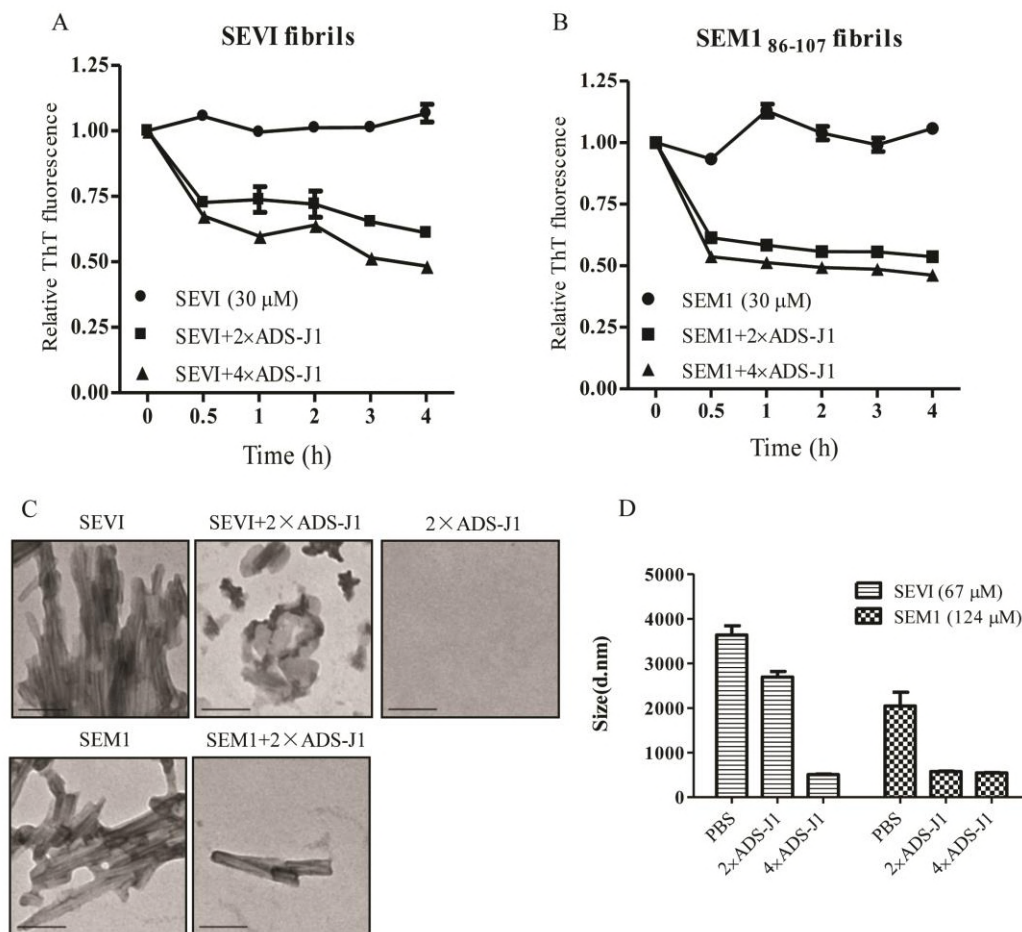 A
SEVI fibrils
Relative ThT fluorescence
1.25
1.00
0.75
0.50
0.25
0.00
SEVI (30 μM)
SEVI+2×ADS-J1
SEVI+4×ADS-J1
0 0.5 1 2 3 4
Time (h)
B
SEM1 86-107 fibrils
Relative ThT fluorescence
1.25
1.00
0.75
0.50
0.25
0.00
SEM1 (30 μM)
SEM1+2×ADS-J1
SEM1+4×ADS-J1
0 0.5 1 2 3 4
Time (h)
C
SEVI
SEVI+2×ADS-J1
2×ADS-J1
SEM1
SEM1+2×ADS-J1
D
Size(d.nm)
5000
4000
3000
2000
1000
0
SEVI (67 μM)
SEM1 (124 μM)
PBS
2×ADS-J1
4×ADS-J1
PBS
2×ADS-J1
4×ADS-J1